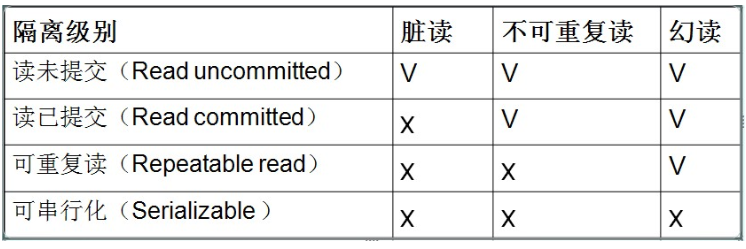 隔离级别 脏读 不可重复读 幻读
读未提交（Read uncommitted） V V V
读已提交（Read committed） x V V
可重复读（Repeatable read） x x V
可串行化（Serializable ） x x x